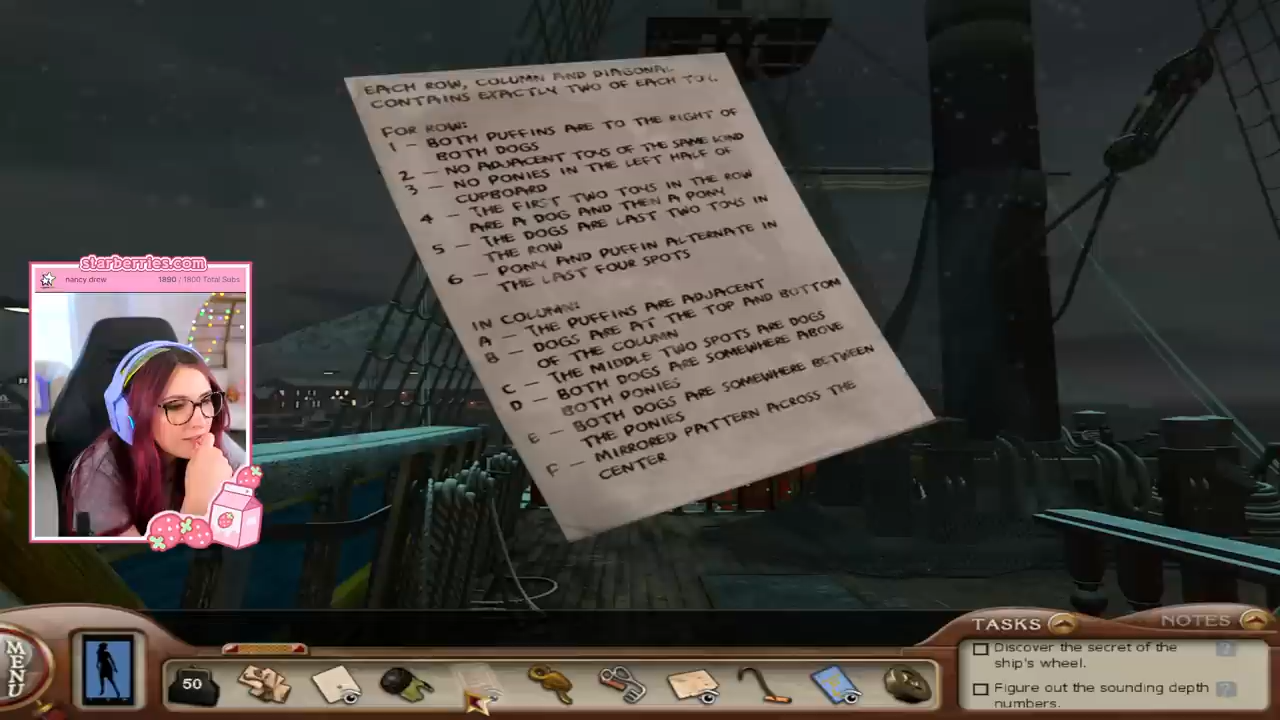 EACH ROW, COLUMN AND DIAGONAL
CONTAINS EXACTLY TWO OF EACH TOY.
FOR ROW:
1 - BOTH PUFFINS ARE TO THE RIGHT OF
BOTH DOGS
2 - NO ADJACENT TOYS OF THE SAME KIND
3 - NO PONIES IN THE LEFT HALF OF
CUPBOARD
4 - THE FIRST TWO TOYS IN THE ROW
ARE A DOG AND THEN A PONY
5 - THE DOGS ARE LAST TWO TOYS IN
THE ROW
6 - PONY AND PUFFIN ALTERNATE IN
THE LAST FOUR SPOTS
IN COLUMN:
A - THE PUFFINS ARE ADJACENT
B - DOGS ARE AT THE TOP AND BOTTOM
OF THE COLUMN
C - THE MIDDLE TWO SPOTS ARE DOGS
D - BOTH DOGS ARE SOMEWHERE ABOVE
BOTH PONIES
E - BOTH DOGS ARE SOMEWHERE BETWEEN
THE PONIES
F - MIRRORED PATTERN ACROSS THE
CENTER
starberries.com
nancy drew
1890 / 1800 Total Subs
MENU
50
TASKS
NOTES
Discover the secret of the
ship's wheel.
?
Figure out the sounding depth
numbers.
?